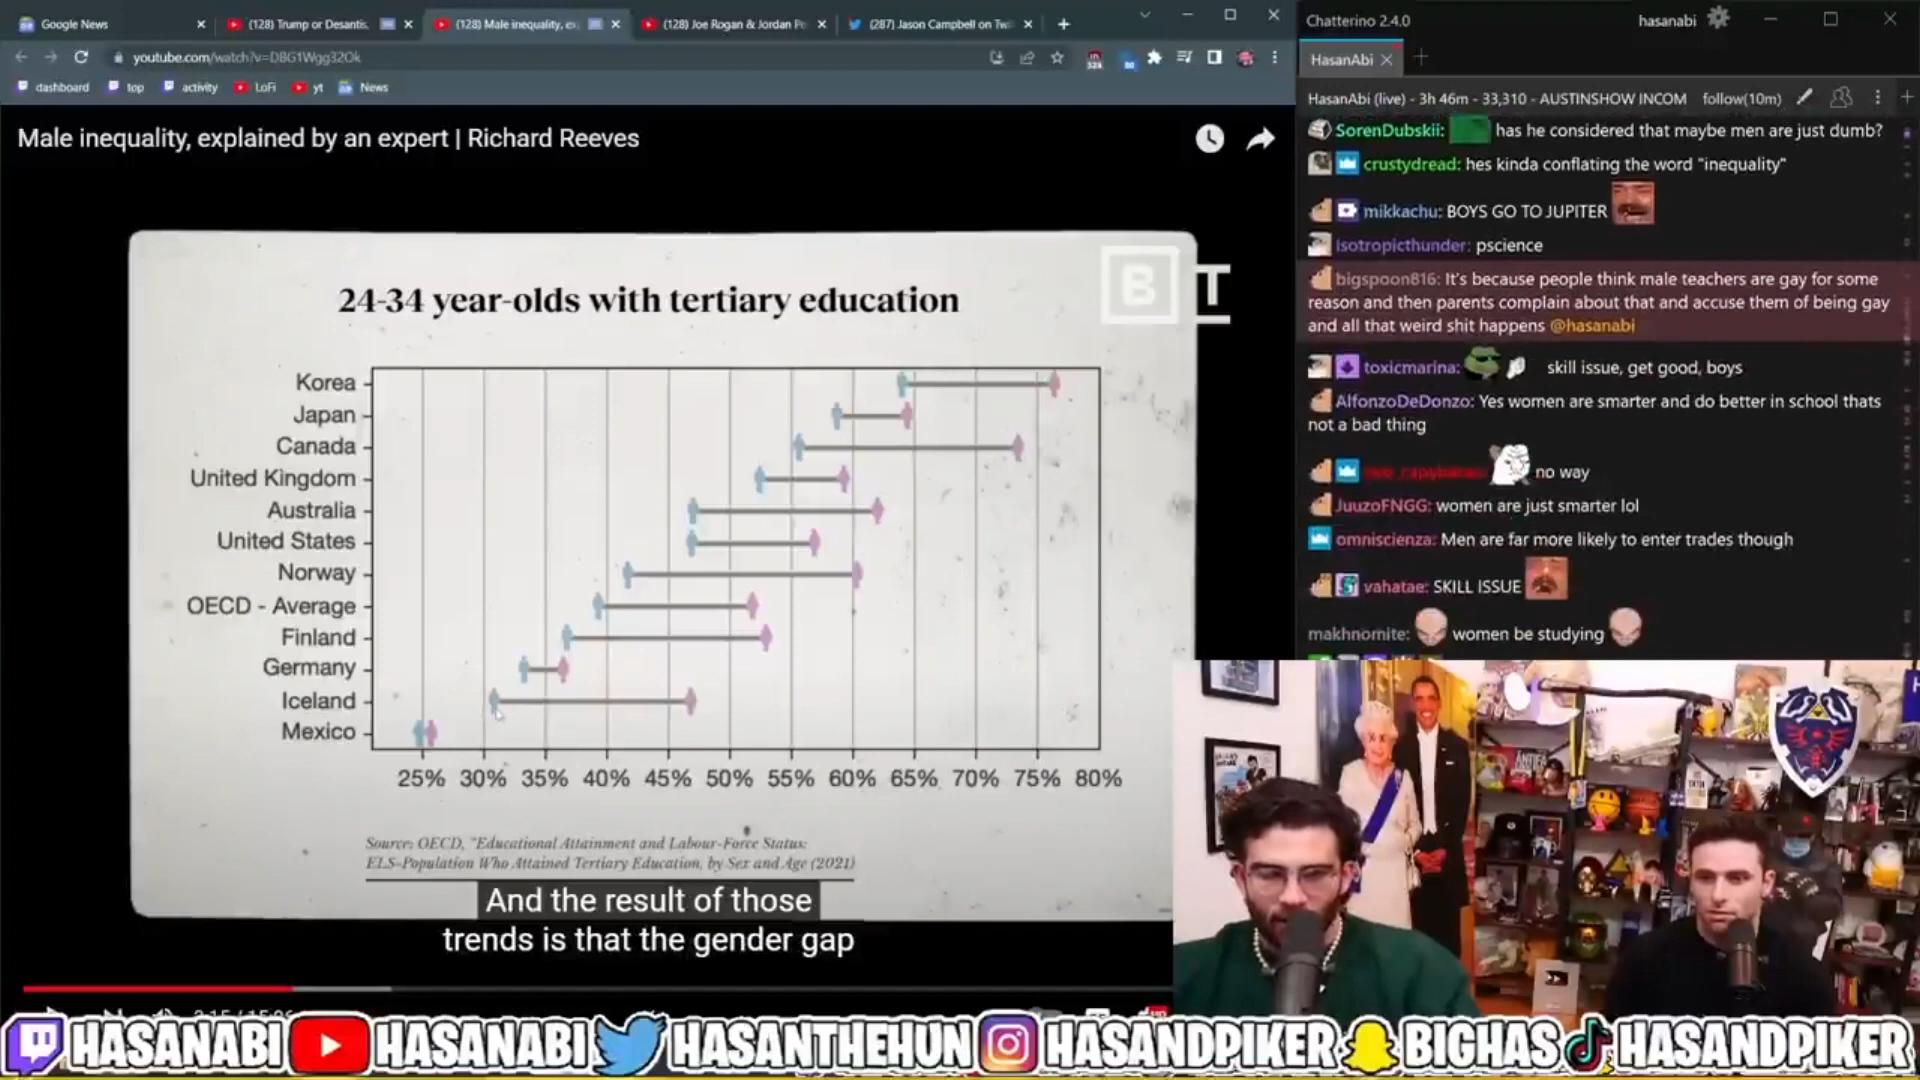 Google News
(128) Trump or Desantis,
(128) Male inequality, ex
(128) Joe Rogan & Jordan Pe
(287) Jason Campbell on Twi
youtube.com/watch?v=DBG1Wgg32Ok
dashboard
top
activity
LoFi
yt
News
Male inequality, explained by an expert | Richard Reeves
B T
24-34 year-olds with tertiary education
Korea
Japan
Canada
United Kingdom
Australia
United States
Norway
OECD - Average
Finland
Germany
Iceland
Mexico
25% 30% 35% 40% 45% 50% 55% 60% 65% 70% 75% 80%
Source: OECD, "Educational Attainment and Labour-Force Status:
ELS-Population Who Attained Tertiary Education, by Sex and Age (2021)
And the result of those
trends is that the gender gap
Chatterino 2.4.0
hasanabi
HasanAbi
HasanAbi (live) - 3h 46m - 33,310 - AUSTINSHOW INCOM
follow(10m)
SorenDubskii: has he considered that maybe men are just dumb?
crustydread: hes kinda conflating the word "inequality"
mikkachu: BOYS GO TO JUPITER
isotropicthunder: pscience
bigspoon816: It's because people think male teachers are gay for some
reason and then parents complain about that and accuse them of being gay
and all that weird shit happens @hasanabi
toxicmarina: skill issue, get good, boys
AlfonzoDeDonzo: Yes women are smarter and do better in school thats
not a bad thing
no way
JuuzoFNGG: women are just smarter lol
omniscienza: Men are far more likely to enter trades though
vahatae: SKILL ISSUE
makhnomite: women be studying
HASANABI
HASANABI
HASANTHEHUN
HASANDPIKER
BIGHAS
HASANDPIKER